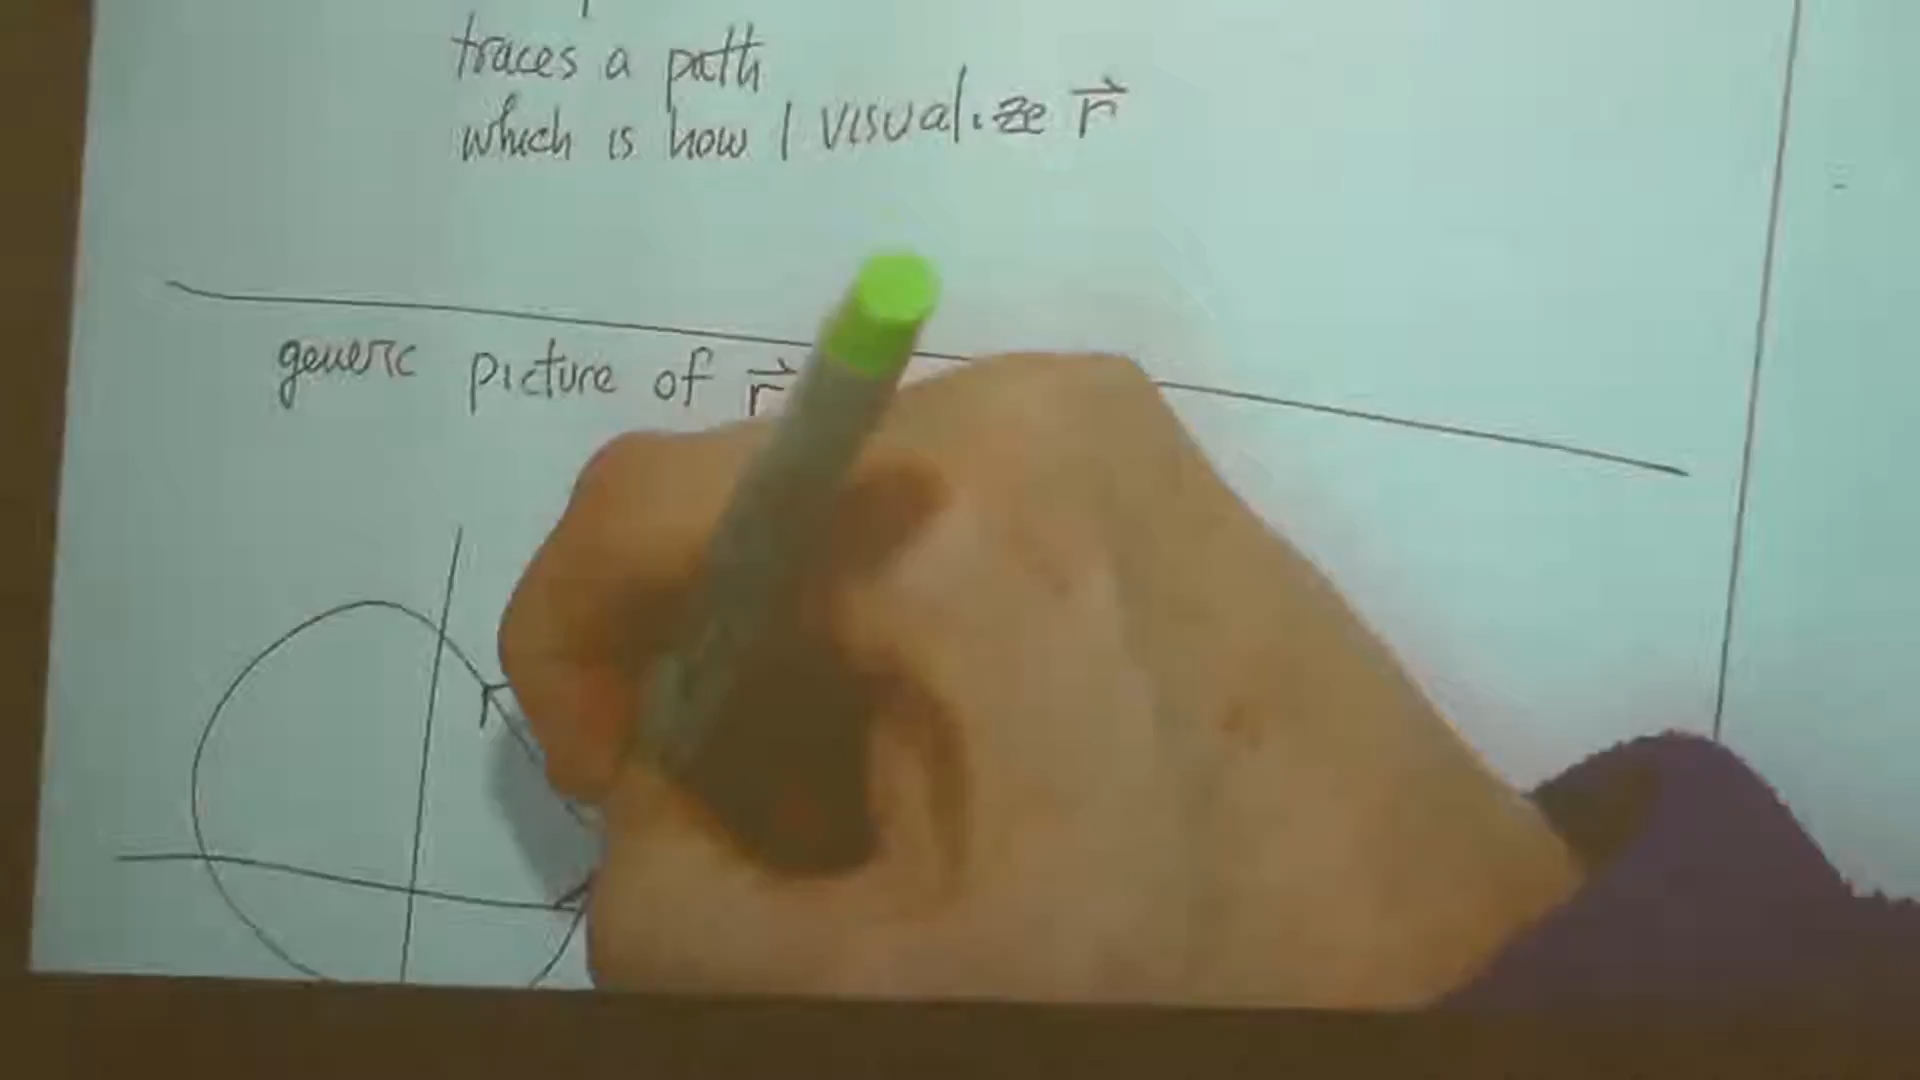 traces a path
which is how I visualize r⃗
generic picture of r⃗